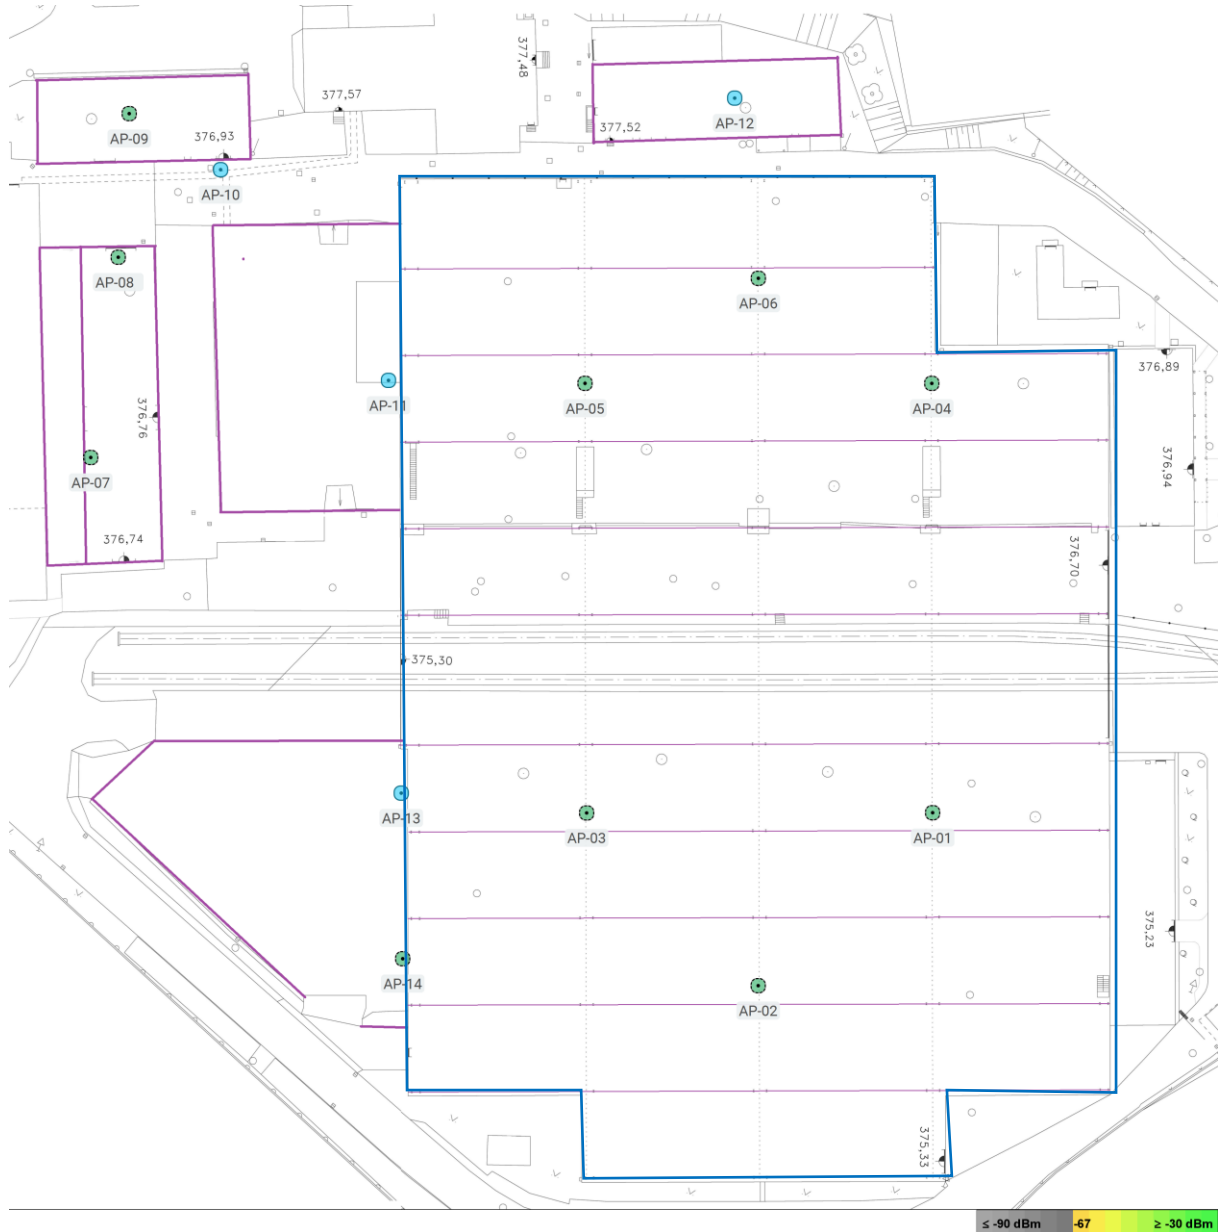 377,48
377,57
AP-12
AP-09
376,93
377,52
AP-10
AP-08
AP-06
376,89
AP-11
AP-05
AP-04
376,76
AP-07
376,94
376,74
376,70
375,30
AP-13
AP-03
AP-01
375,23
AP-14
AP-02
375,33
≤ -90 dBm -67 ≥ -30 dBm